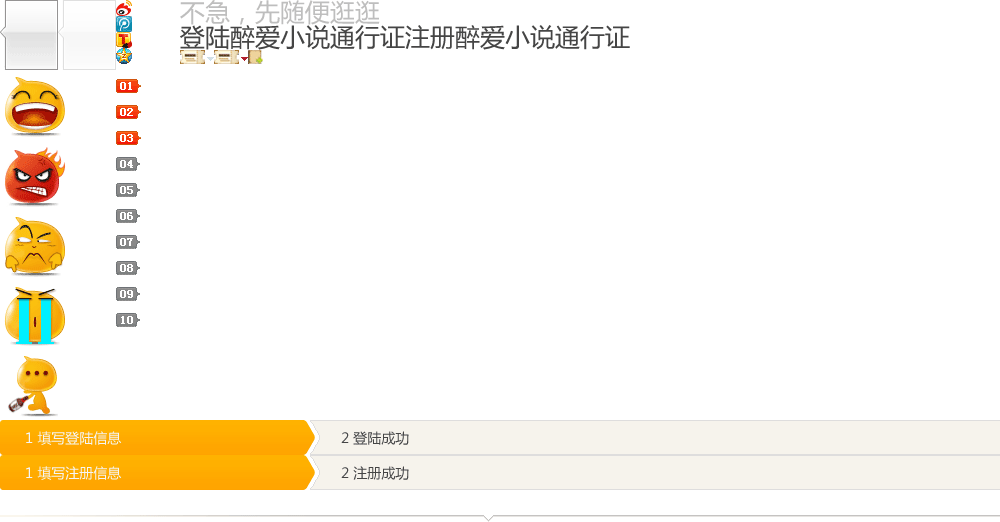 不急，先随便逛逛
登陆醉爱小说通行证注册醉爱小说通行证
01
02
03
04
05
06
07
08
09
10
1 填写登陆信息
2 登陆成功
1 填写注册信息
2 注册成功